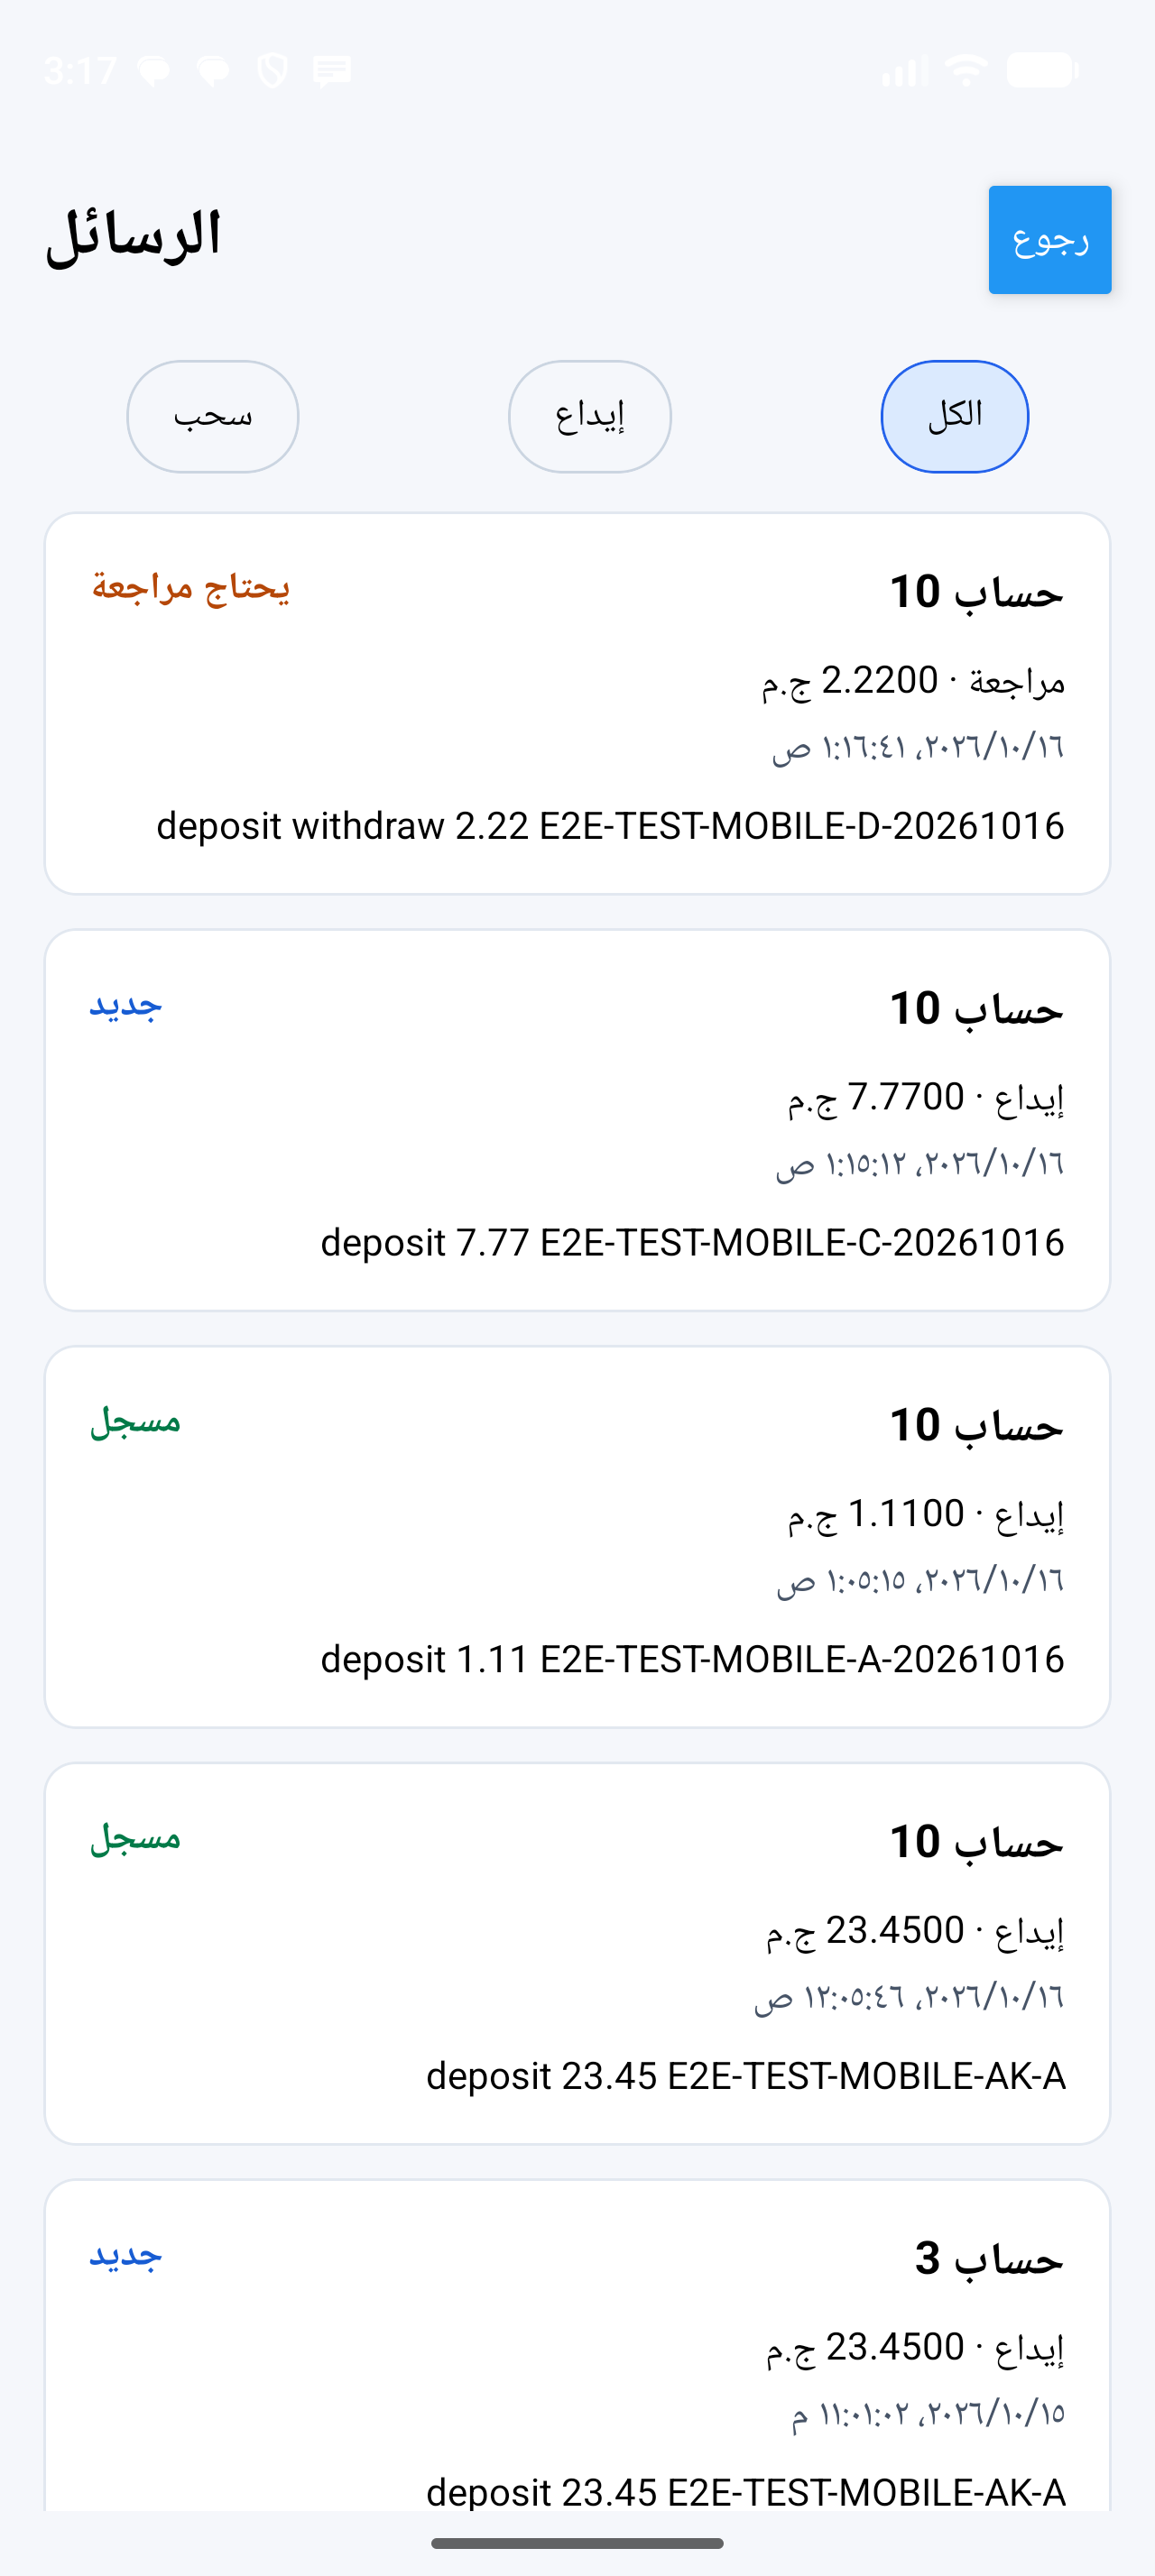 3:17
رجوع
الرسائل
الكل
إيداع
سحب
حساب 10
يحتاج مراجعة
مراجعة · 2.2200 ج.م
١٦‏/١٠‏/٢٠٢٦، ١:١٦:٤١ ص
deposit withdraw 2.22 E2E-TEST-MOBILE-D-20261016
حساب 10
جديد
إيداع · 7.7700 ج.م
١٦‏/١٠‏/٢٠٢٦، ١:١٥:١٢ ص
deposit 7.77 E2E-TEST-MOBILE-C-20261016
حساب 10
مسجل
إيداع · 1.1100 ج.م
١٦‏/١٠‏/٢٠٢٦، ١:٠٥:١٥ ص
deposit 1.11 E2E-TEST-MOBILE-A-20261016
حساب 10
مسجل
إيداع · 23.4500 ج.م
١٦‏/١٠‏/٢٠٢٦، ١٢:٠٥:٤٦ ص
deposit 23.45 E2E-TEST-MOBILE-AK-A
حساب 3
جديد
إيداع · 23.4500 ج.م
١٥‏/١٠‏/٢٠٢٦، ١١:٠١:٠٢ م
deposit 23.45 E2E-TEST-MOBILE-AK-A